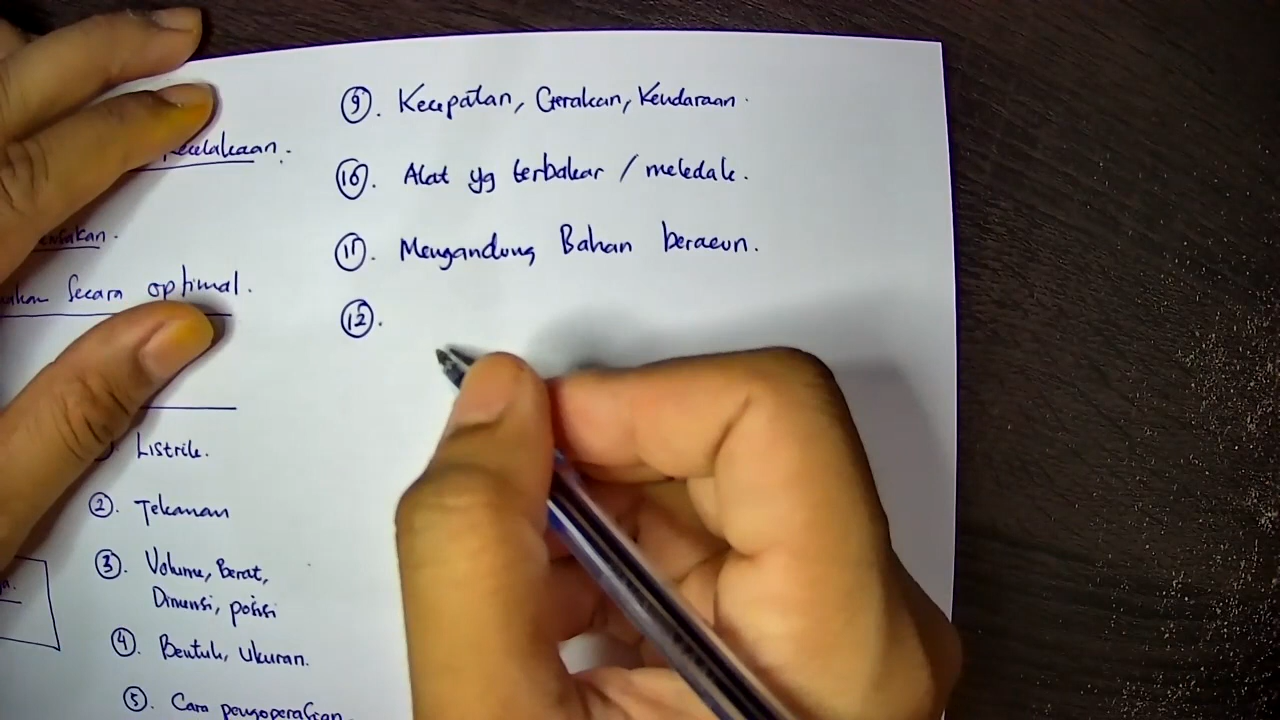 kecelakaan.
Secara optimal.
Listrik.
②. Tekanan
③. Volume, Berat,
Dimensi, posisi
④. Bentuk, Ukuran.
⑤. Cara pengoperasian
⑨. Kecepatan, Gerakan, Kendaraan.
⑩. Alat yg terbakar / meledak.
⑪. Mengandung Bahan beracun.
⑫.